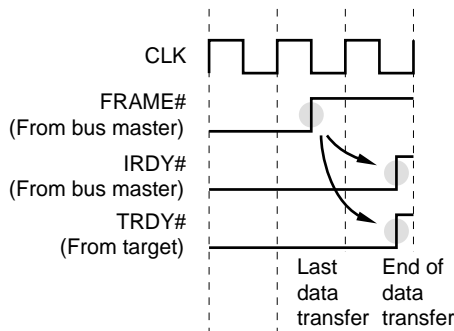 CLK
FRAME#
(From bus master)
IRDY#
(From bus master)
TRDY#
(From target)
Last
data
transfer
End of
data
transfer